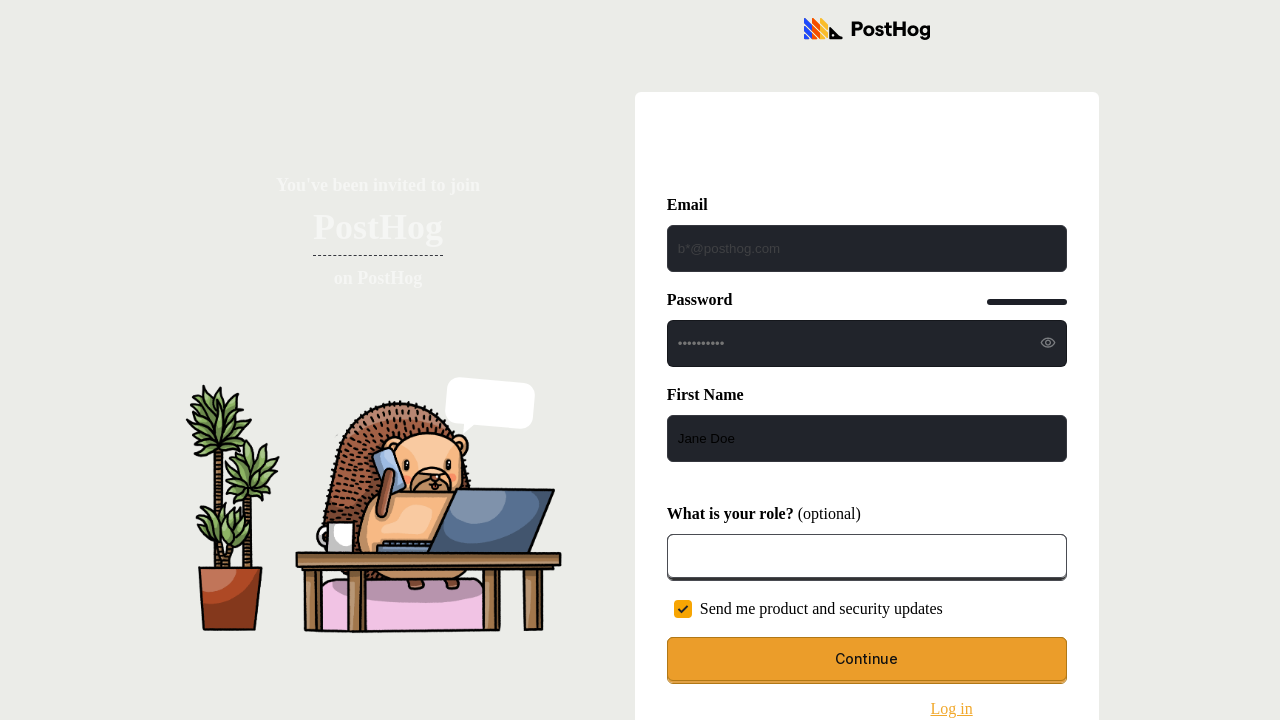 PostHog
You've been invited to join
PostHog
on PostHog
Email
b*@posthog.com
Password
••••••••••
First Name
Jane Doe
What is your role? (optional)
Send me product and security updates
Continue
Log in